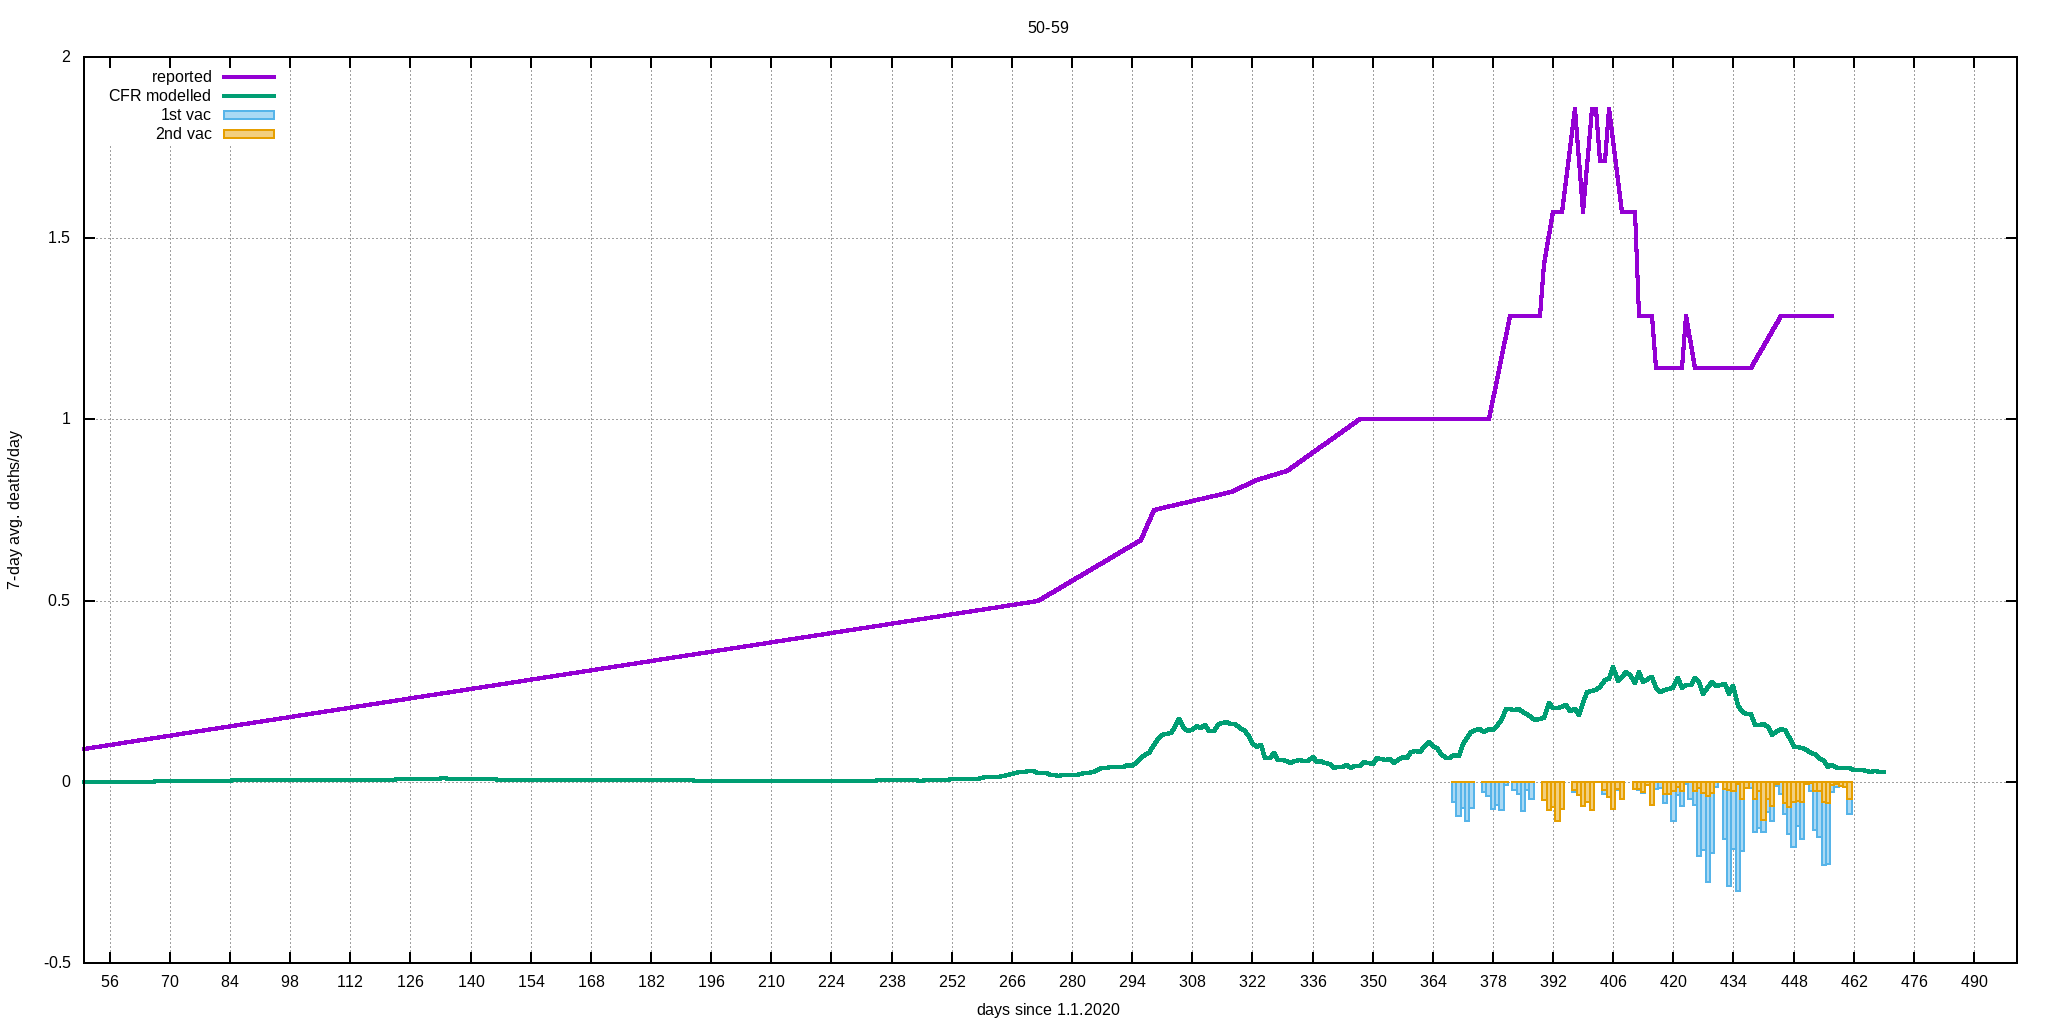 50-59
reported
CFR modelled
1st vac
2nd vac
2
1.5
1
0.5
0
-0.5
7-day avg. deaths/day
56 70 84 98 112 126 140 154 168 182 196 210 224 238 252 266 280 294 308 322 336 350 364 378 392 406 420 434 448 462 476 490
days since 1.1.2020